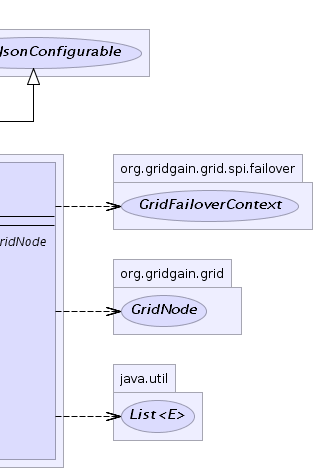 JsonConfigurable
org.gridgain.grid.spi.failover
GridFailoverContext
ridNode
org.gridgain.grid
GridNode
java.util
List<E>